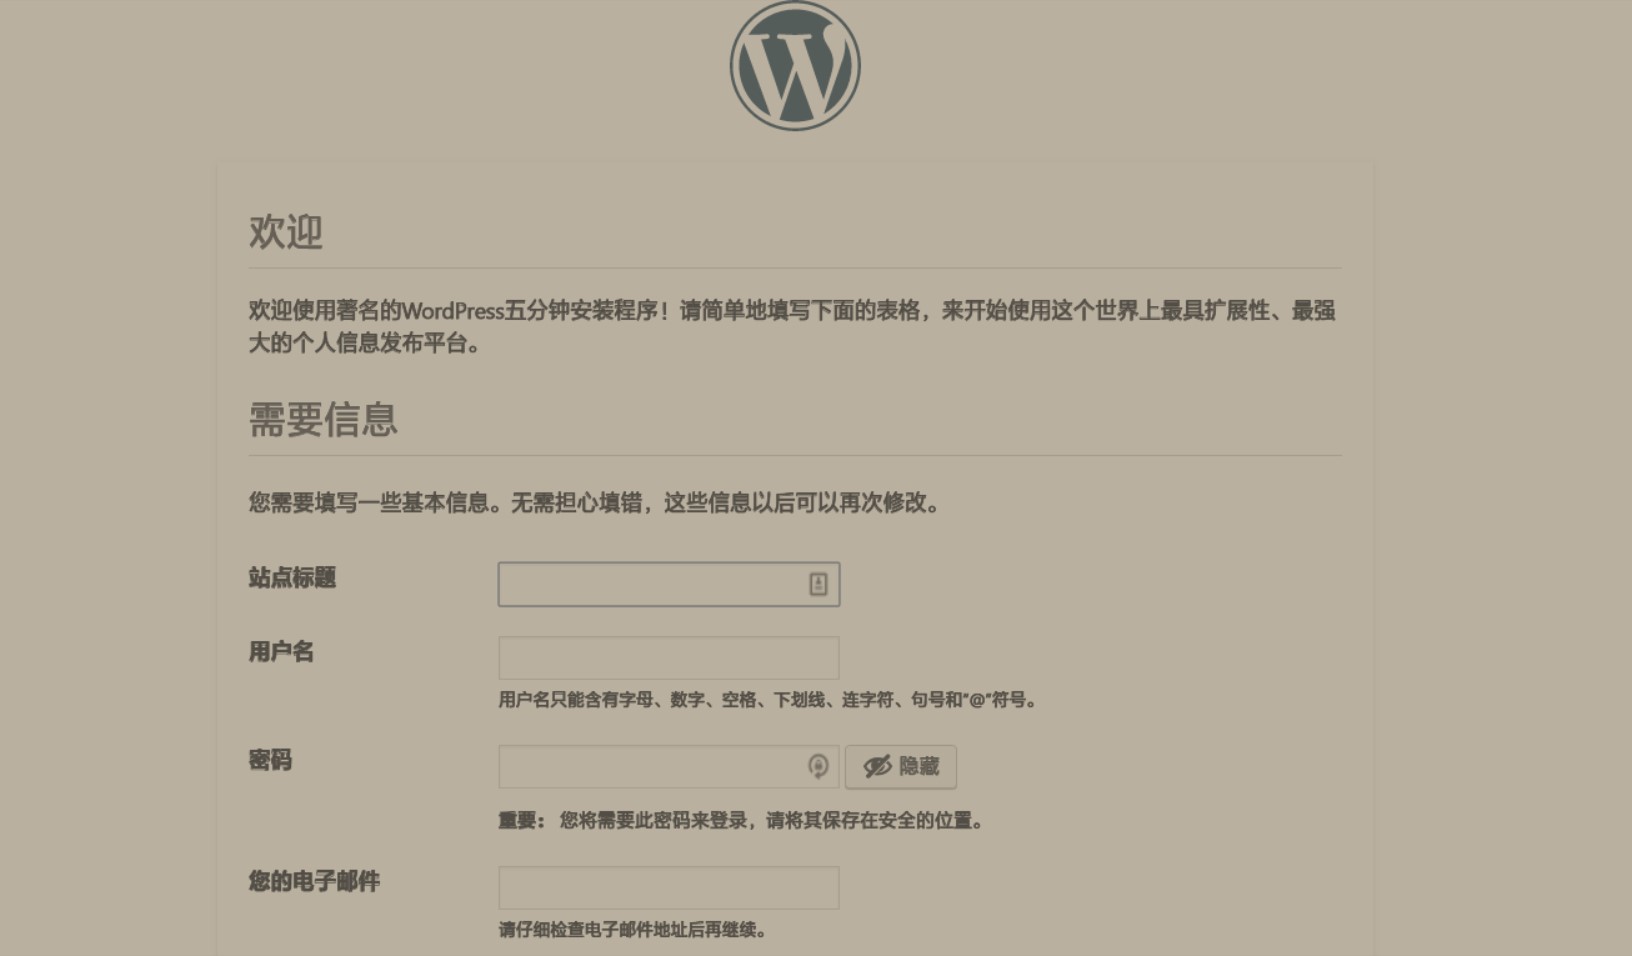 欢迎
欢迎使用著名的WordPress五分钟安装程序！请简单地填写下面的表格，来开始使用这个世界上最具扩展性、最强
大的个人信息发布平台。
需要信息
您需要填写一些基本信息。无需担心填错，这些信息以后可以再次修改。
站点标题
用户名
用户名只能含有字母、数字、空格、下划线、连字符、句号和"@"符号。
密码
隐藏
重要： 您将需要此密码来登录，请将其保存在安全的位置。
您的电子邮件
请仔细检查电子邮件地址后再继续。